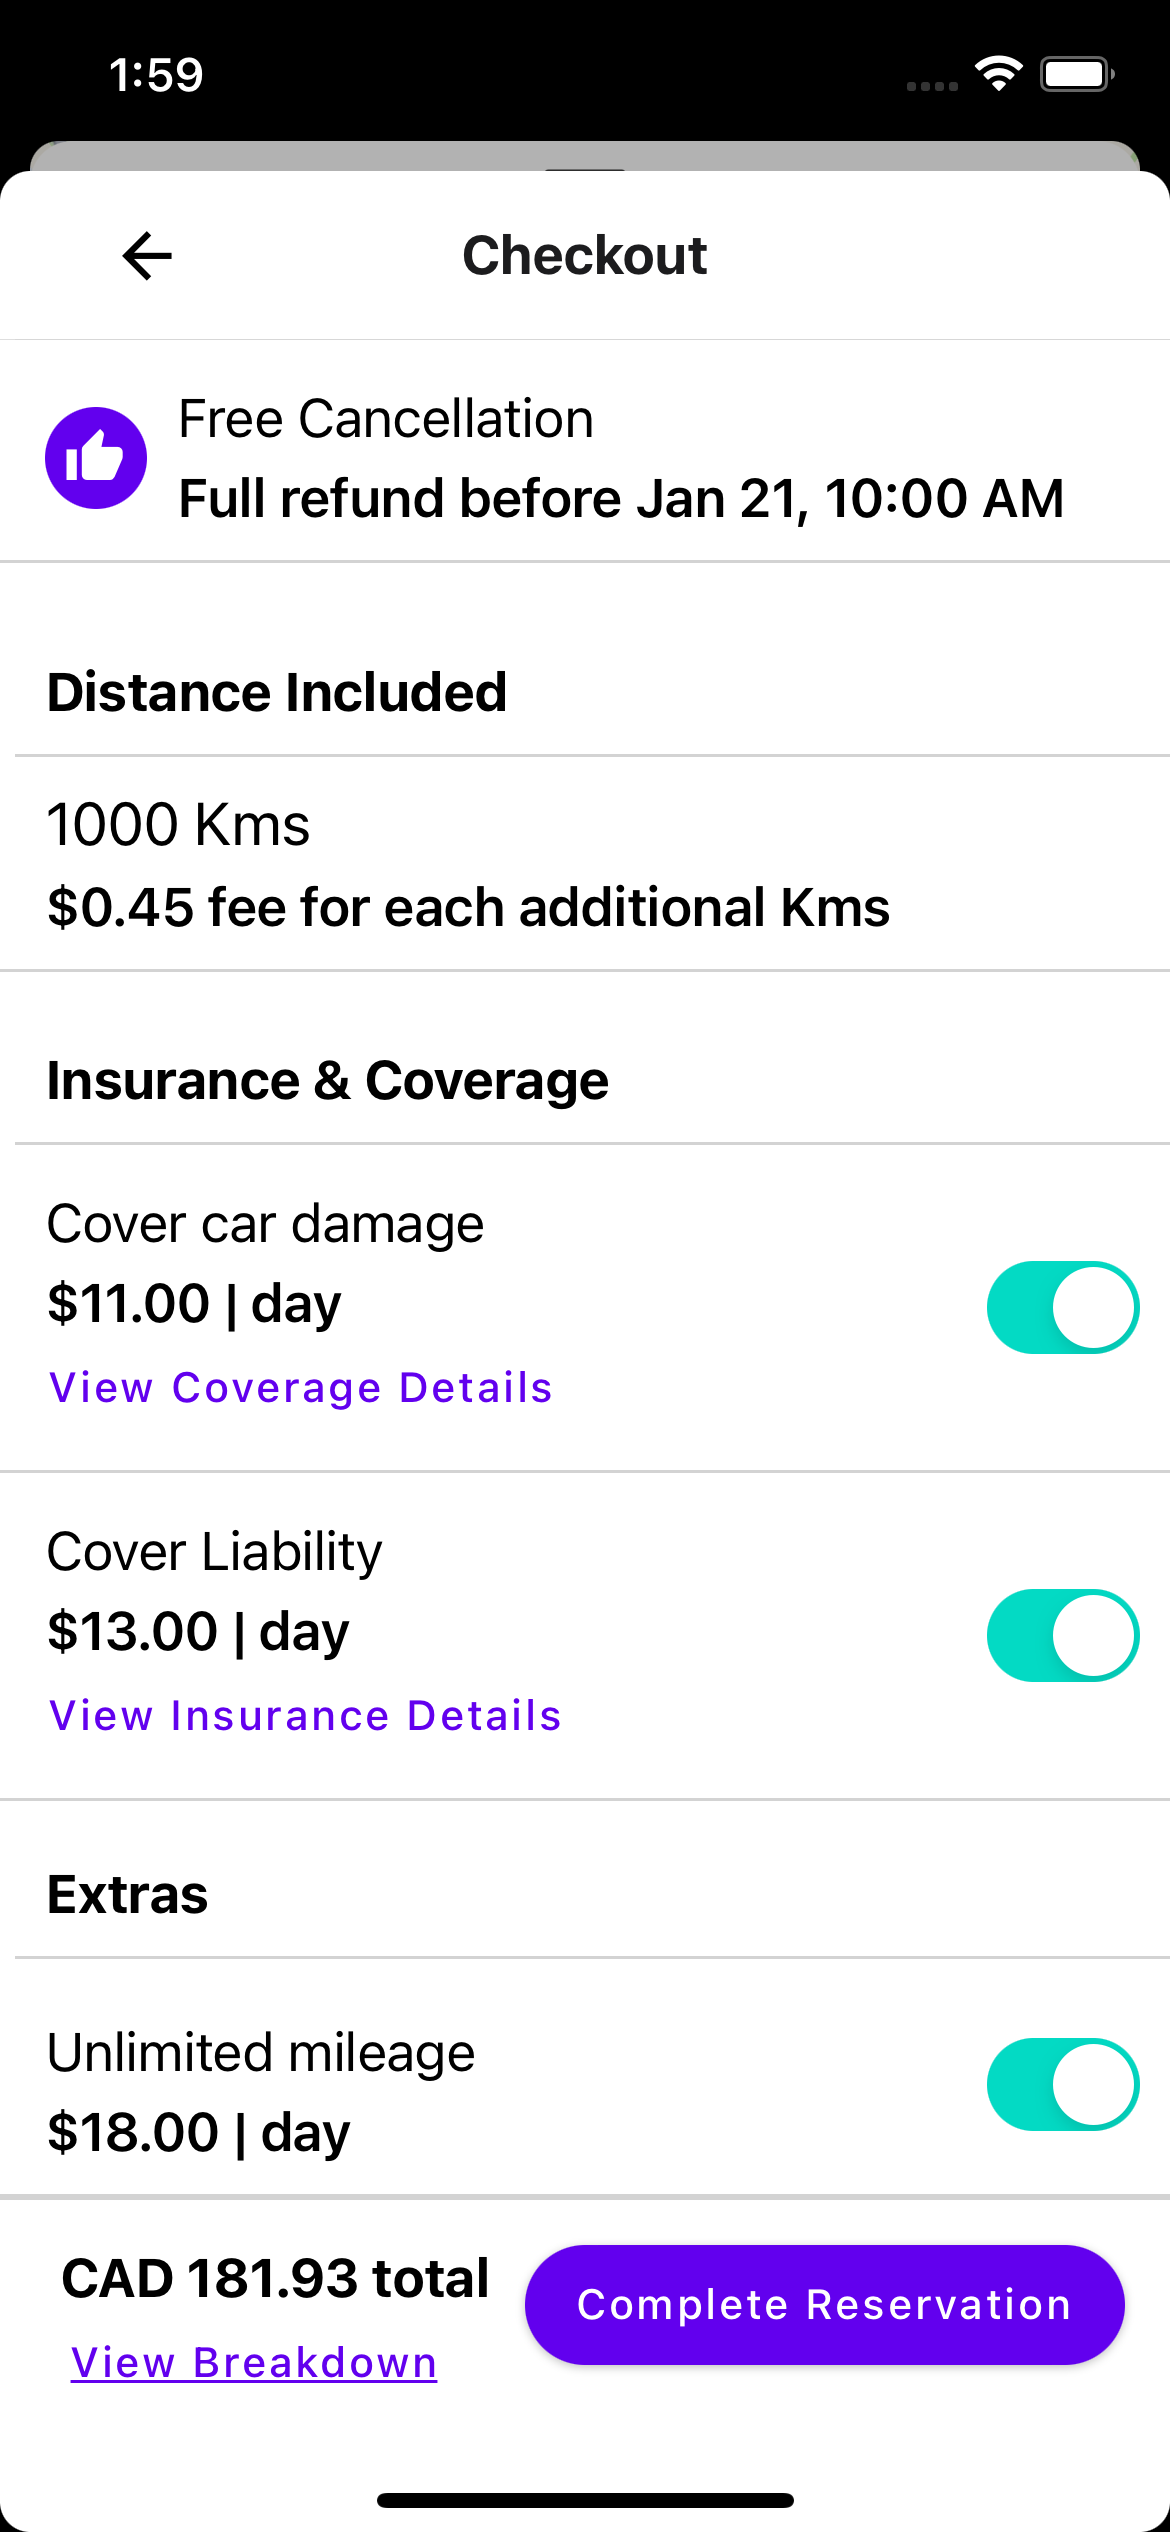 1:59
Checkout
Free Cancellation
Full refund before Jan 21, 10:00 AM
Distance Included
1000 Kms
$0.45 fee for each additional Kms
Insurance & Coverage
Cover car damage
$11.00 | day
View Coverage Details
Cover Liability
$13.00 | day
View Insurance Details
Extras
Unlimited mileage
$18.00 | day
CAD 181.93 total
Complete Reservation
View Breakdown